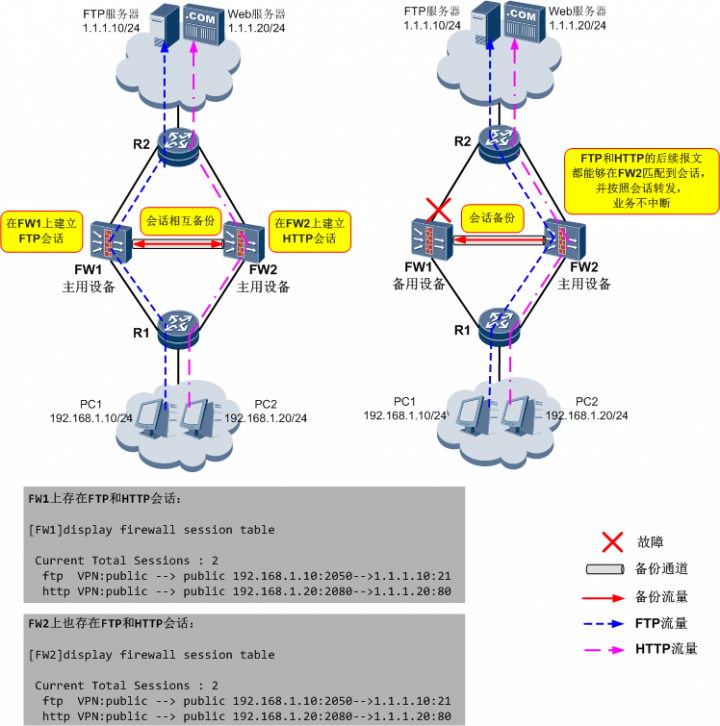 FTP服务器
1.1.1.10/24
.COM
Web服务器
1.1.1.20/24
R2
在FW1上建立
FTP会话
会话相互备份
在FW2上建立
HTTP会话
FW1
主用设备
FW2
主用设备
R1
PC1
192.168.1.10/24
PC2
192.168.1.20/24
FTP服务器
1.1.1.10/24
.COM
Web服务器
1.1.1.20/24
R2
FTP和HTTP的后续报文
都能够在FW2匹配到会话，
并按照会话转发，
业务不中断
会话备份
FW1
备用设备
FW2
主用设备
R1
PC1
192.168.1.10/24
PC2
192.168.1.20/24
FW1上存在FTP和HTTP会话：
[FW1]display firewall session table
Current Total Sessions : 2
ftp VPN:public --> public 192.168.1.10:2050-->1.1.1.10:21
http VPN:public --> public 192.168.1.20:2080-->1.1.1.20:80
FW2上也存在FTP和HTTP会话：
[FW2]display firewall session table
Current Total Sessions : 2
ftp VPN:public --> public 192.168.1.10:2050-->1.1.1.10:21
http VPN:public --> public 192.168.1.20:2080-->1.1.1.20:80
故障
备份通道
备份流量
FTP流量
HTTP流量